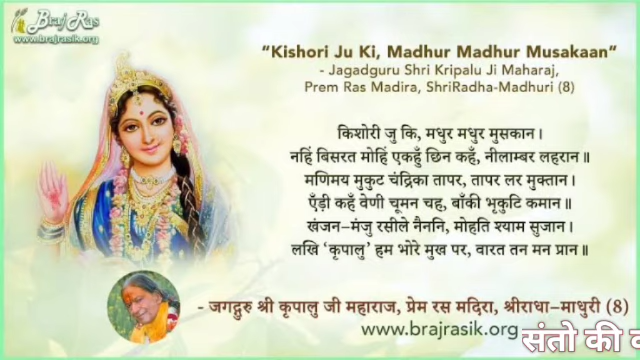 Braj Ras
www.brajrasik.org
"Kishori Ju Ki, Madhur Madhur Musakaan"
- Jagadguru Shri Kripalu Ji Maharaj,
Prem Ras Madira, ShriRadha-Madhuri (8)
किशोरी जु कि, मधुर मधुर मुसकान।
नहिं बिसरत मोहिं एकहुँ छिन कहुँ, नीलाम्बर लहरान॥
मणिमय मुकुट चंद्रिका तापर, तापर लर मुक्तान।
एँड़ी कहुँ वेणी चूमन चह, बाँकी भृकुटि कमान॥
खंजन–मंजु रसीले नैननि, मोहति श्याम सुजान।
लखि 'कृपालु' हम भोरे मुख पर, वारत तन मन प्रान॥
- जगद्गुरु श्री कृपालु जी महाराज, प्रेम रस मदिरा, श्रीराधा–माधुरी (8)
www.brajrasik.org
संतो की